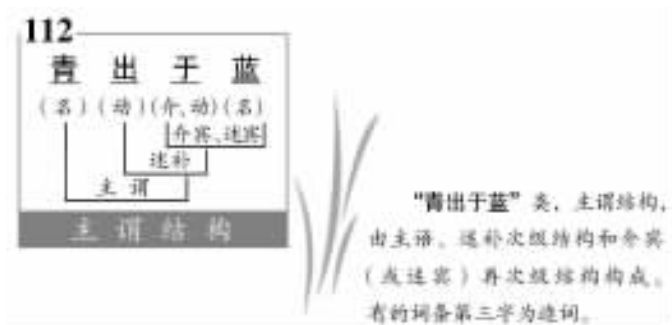 112
青 出 于 蓝
(名)(动)(介、动)(名)
介宾、述宾
述补
主 谓
主 谓 结 构
“青出于蓝”类，主谓结构，
由主语、述补次级结构和介宾
(或述宾)再次级结构构成。
有的词条第三字为连词。